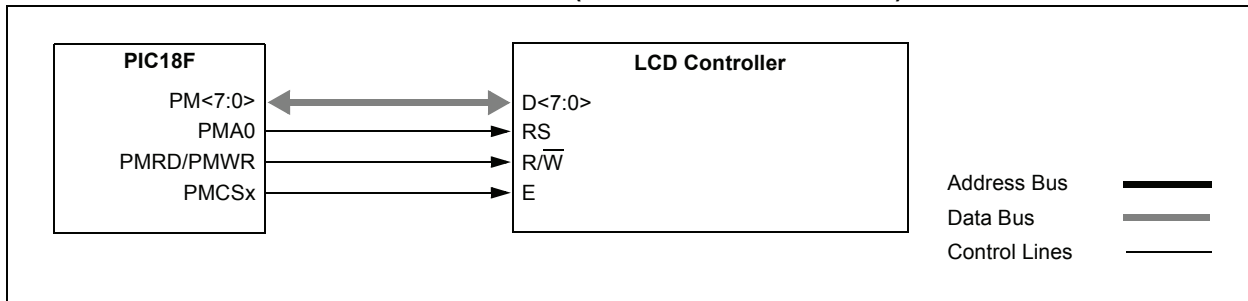 PIC18F
PM<7:0>
PMA0
PMRD/PMWR
PMCSx
LCD Controller
D<7:0>
RS
R/W̅
E
Address Bus
Data Bus
Control Lines